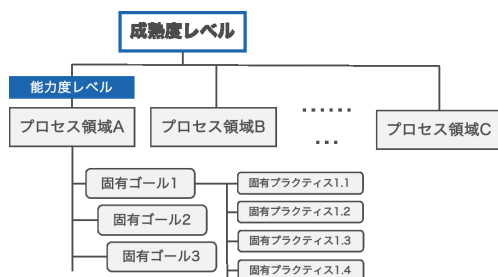 成熟度レベル
能力度レベル
プロセス領域A
プロセス領域B
……
…
プロセス領域C
固有ゴール1
固有プラクティス1.1
固有ゴール2
固有プラクティス1.2
固有ゴール3
固有プラクティス1.3
固有プラクティス1.4